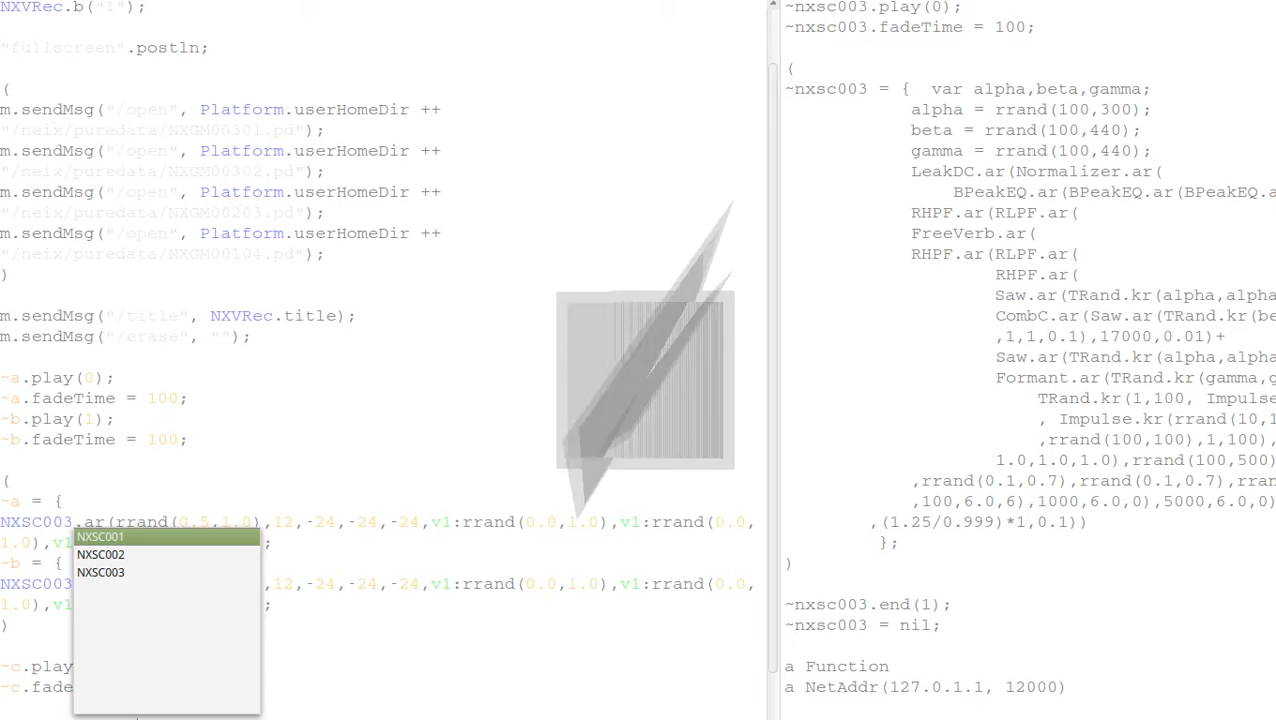 NXVRec.b("I");
"fullscreen".postln;
(
m.sendMsg("/open", Platform.userHomeDir ++
"/neix/puredata/NXGM00301.pd");
m.sendMsg("/open", Platform.userHomeDir ++
"/neix/puredata/NXGM00302.pd");
m.sendMsg("/open", Platform.userHomeDir ++
"/neix/puredata/NXGM00203.pd");
m.sendMsg("/open", Platform.userHomeDir ++
"/neix/puredata/NXGM00104.pd");
)
m.sendMsg("/title", NXVRec.title);
m.sendMsg("/erase", "");
~a.play(0);
~a.fadeTime = 100;
~b.play(1);
~b.fadeTime = 100;
(
~a = {
NXSC003.ar(rrand(0.5,1.0),12,-24,-24,-24,v1:rrand(0.0,1.0),v1:rrand(0.0,
1.0),v1
;
~b = {
NXSC003
,12,-24,-24,-24,v1:rrand(0.0,1.0),v1:rrand(0.0,
1.0),v1
;
)
~c.play
~c.fade
NXSC001
NXSC002
NXSC003
~nxsc003.play(0);
~nxsc003.fadeTime = 100;
(
~nxsc003 = {  var alpha,beta,gamma;
alpha = rrand(100,300);
beta = rrand(100,440);
gamma = rrand(100,440);
LeakDC.ar(Normalizer.ar(
BPeakEQ.ar(BPeakEQ.ar(BPeakEQ.a
RHPF.ar(RLPF.ar(
FreeVerb.ar(
RHPF.ar(RLPF.ar(
RHPF.ar(
Saw.ar(TRand.kr(alpha,alpha
CombC.ar(Saw.ar(TRand.kr(be
,1,1,0.1),17000,0.01)+
Saw.ar(TRand.kr(alpha,alpha
Formant.ar(TRand.kr(gamma,g
TRand.kr(1,100, Impulse
, Impulse.kr(rrand(10,1
,rrand(100,100),1,100),
1.0,1.0,1.0),rrand(100,500)
,rrand(0.1,0.7),rrand(0.1,0.7),rrand(
,100,6.0,6),1000,6.0,0),5000,6.0,0)
,(1.25/0.999)*1,0.1))
};
)
~nxsc003.end(1);
~nxsc003 = nil;
a Function
a NetAddr(127.0.1.1, 12000)